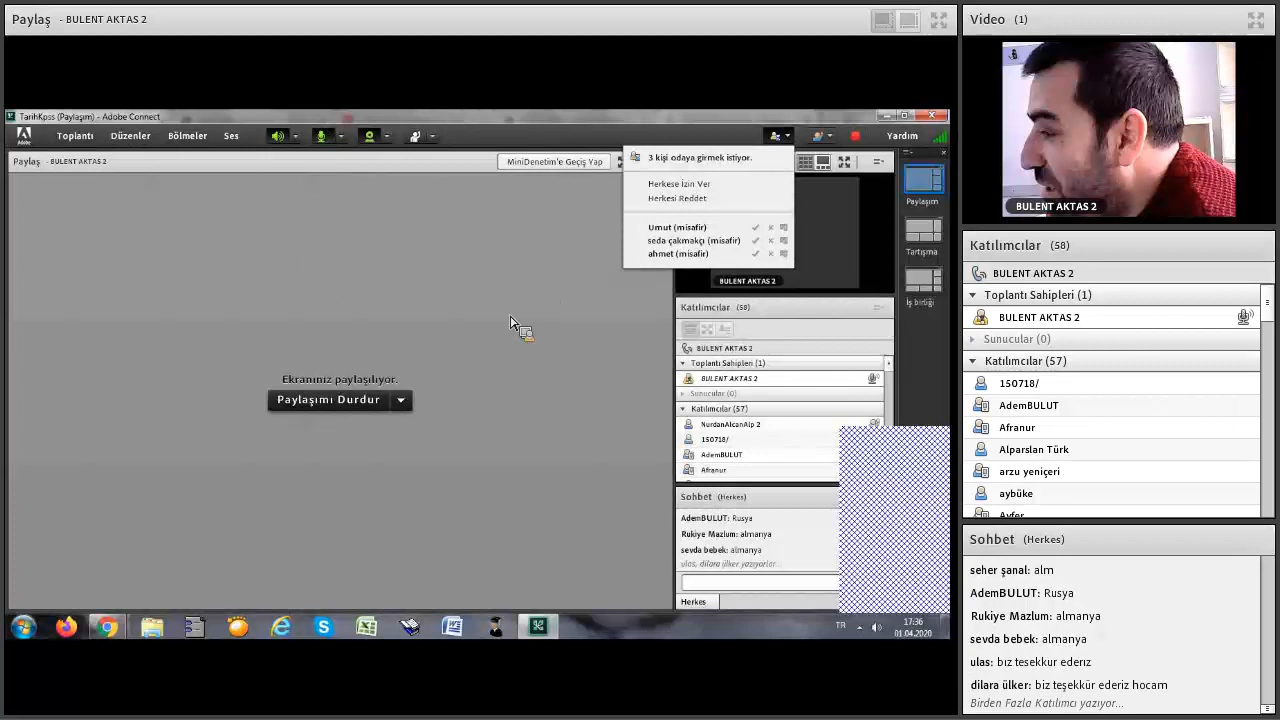 Paylaş - BULENT AKTAS 2
TarihKpss (Paylaşım) - Adobe Connect
Toplantı Düzenler Bölmeler Ses Yardım
Paylaş - BULENT AKTAS 2
MiniDenetim'e Geçiş Yap
3 kişi odaya girmek istiyor.
Herkese İzin Ver
Herkesi Reddet
Umut (misafir)
seda çakmakçı (misafir)
ahmet (misafir)
BULENT AKTAS 2
Paylaşım
Tartışma
İş birliği
Ekranınız paylaşılıyor.
Paylaşımı Durdur
Katılımcılar (58)
BULENT AKTAS 2
Toplantı Sahipleri (1)
BULENT AKTAS 2
Sunucular (0)
Katılımcılar (57)
NurdanAlcanAlp 2
150718/
AdemBULUT
Afranur
Sohbet (Herkes)
AdemBULUT: Rusya
Rukiye Mazlum: almanya
sevda bebek: almanya
ulas, dilara ülker yazıyorlar...
Herkes
TR
17:36
01.04.2020
Video (1)
BULENT AKTAS 2
Katılımcılar (58)
BULENT AKTAS 2
Toplantı Sahipleri (1)
BULENT AKTAS 2
Sunucular (0)
Katılımcılar (57)
150718/
AdemBULUT
Afranur
Alparslan Türk
arzu yeniçeri
aybüke
Ayfer
Sohbet (Herkes)
seher şanal: alm
AdemBULUT: Rusya
Rukiye Mazlum: almanya
sevda bebek: almanya
ulas: bız tesekkur ederız
dilara ülker: biz teşekkür ederiz hocam
Birden Fazla Katılımcı yazıyor...